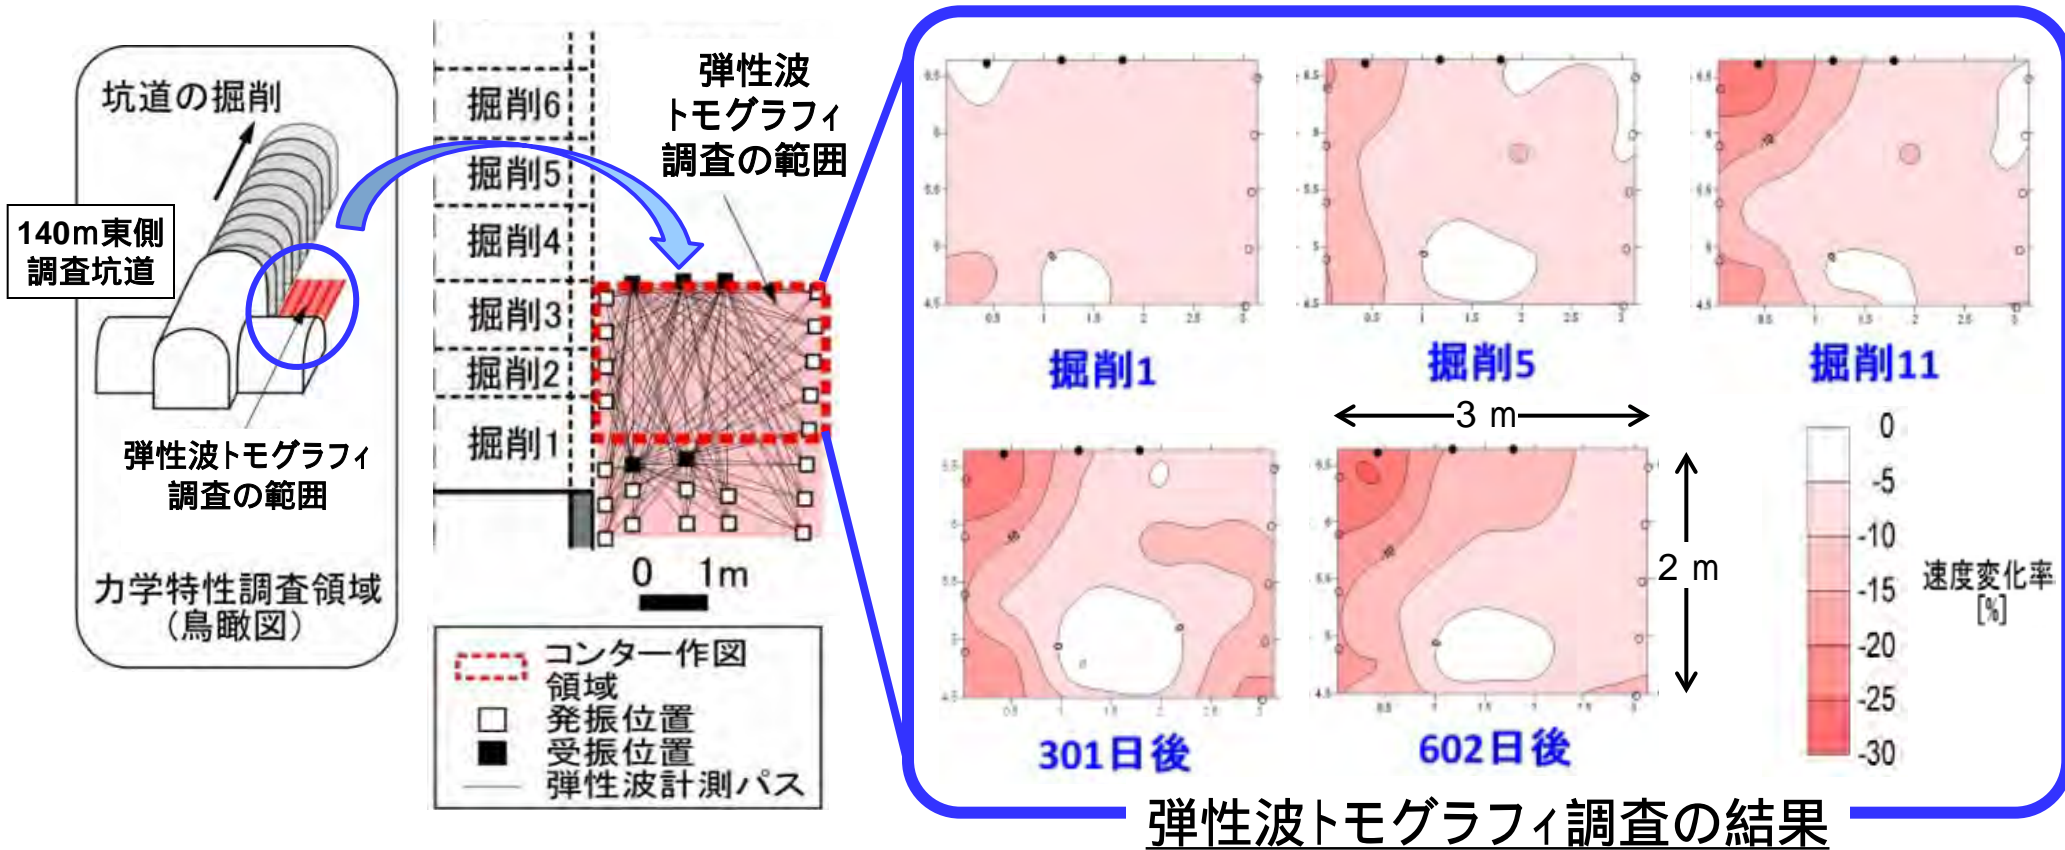 坑道の掘削
140m東側
調査坑道
弾性波トモグラフィ
調査の範囲
力学特性調査領域
(鳥瞰図)
掘削6
掘削5
掘削4
掘削3
掘削2
掘削1
弾性波
トモグラフィ
調査の範囲
0 1m
コンター作図
領域
発振位置
受振位置
弾性波計測パス
掘削1
掘削5
掘削11
3 m
2 m
301日後
602日後
0
-5
-10
-15
-20
-25
-30
速度変化率
[%]
弾性波トモグラフィ調査の結果